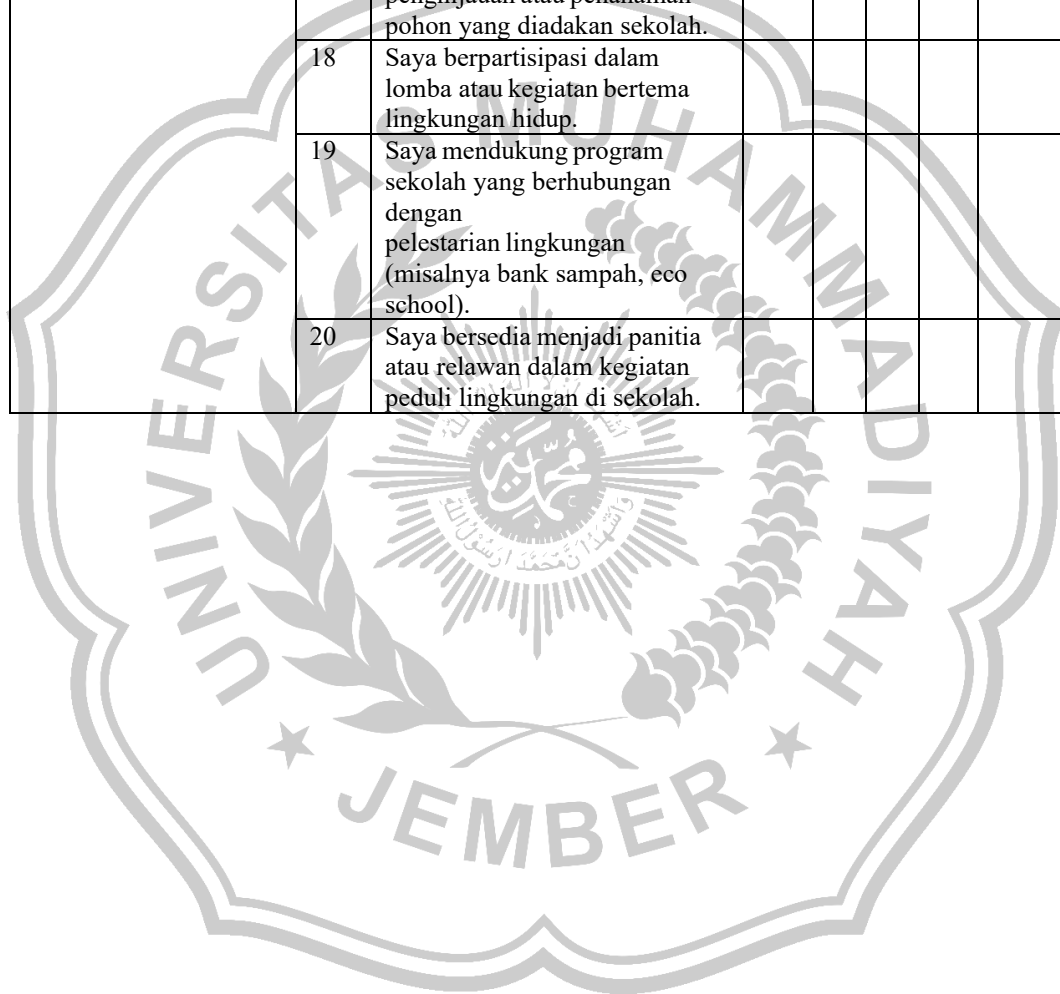 pohon yang diadakan sekolah.
18 Saya berpartisipasi dalam
lomba atau kegiatan bertema
lingkungan hidup.
19 Saya mendukung program
sekolah yang berhubungan
dengan
pelestarian lingkungan
(misalnya bank sampah, eco
school).
20 Saya bersedia menjadi panitia
atau relawan dalam kegiatan
peduli lingkungan di sekolah.
UNIVERSITAS MUHAMMADIYAH
JEMBER